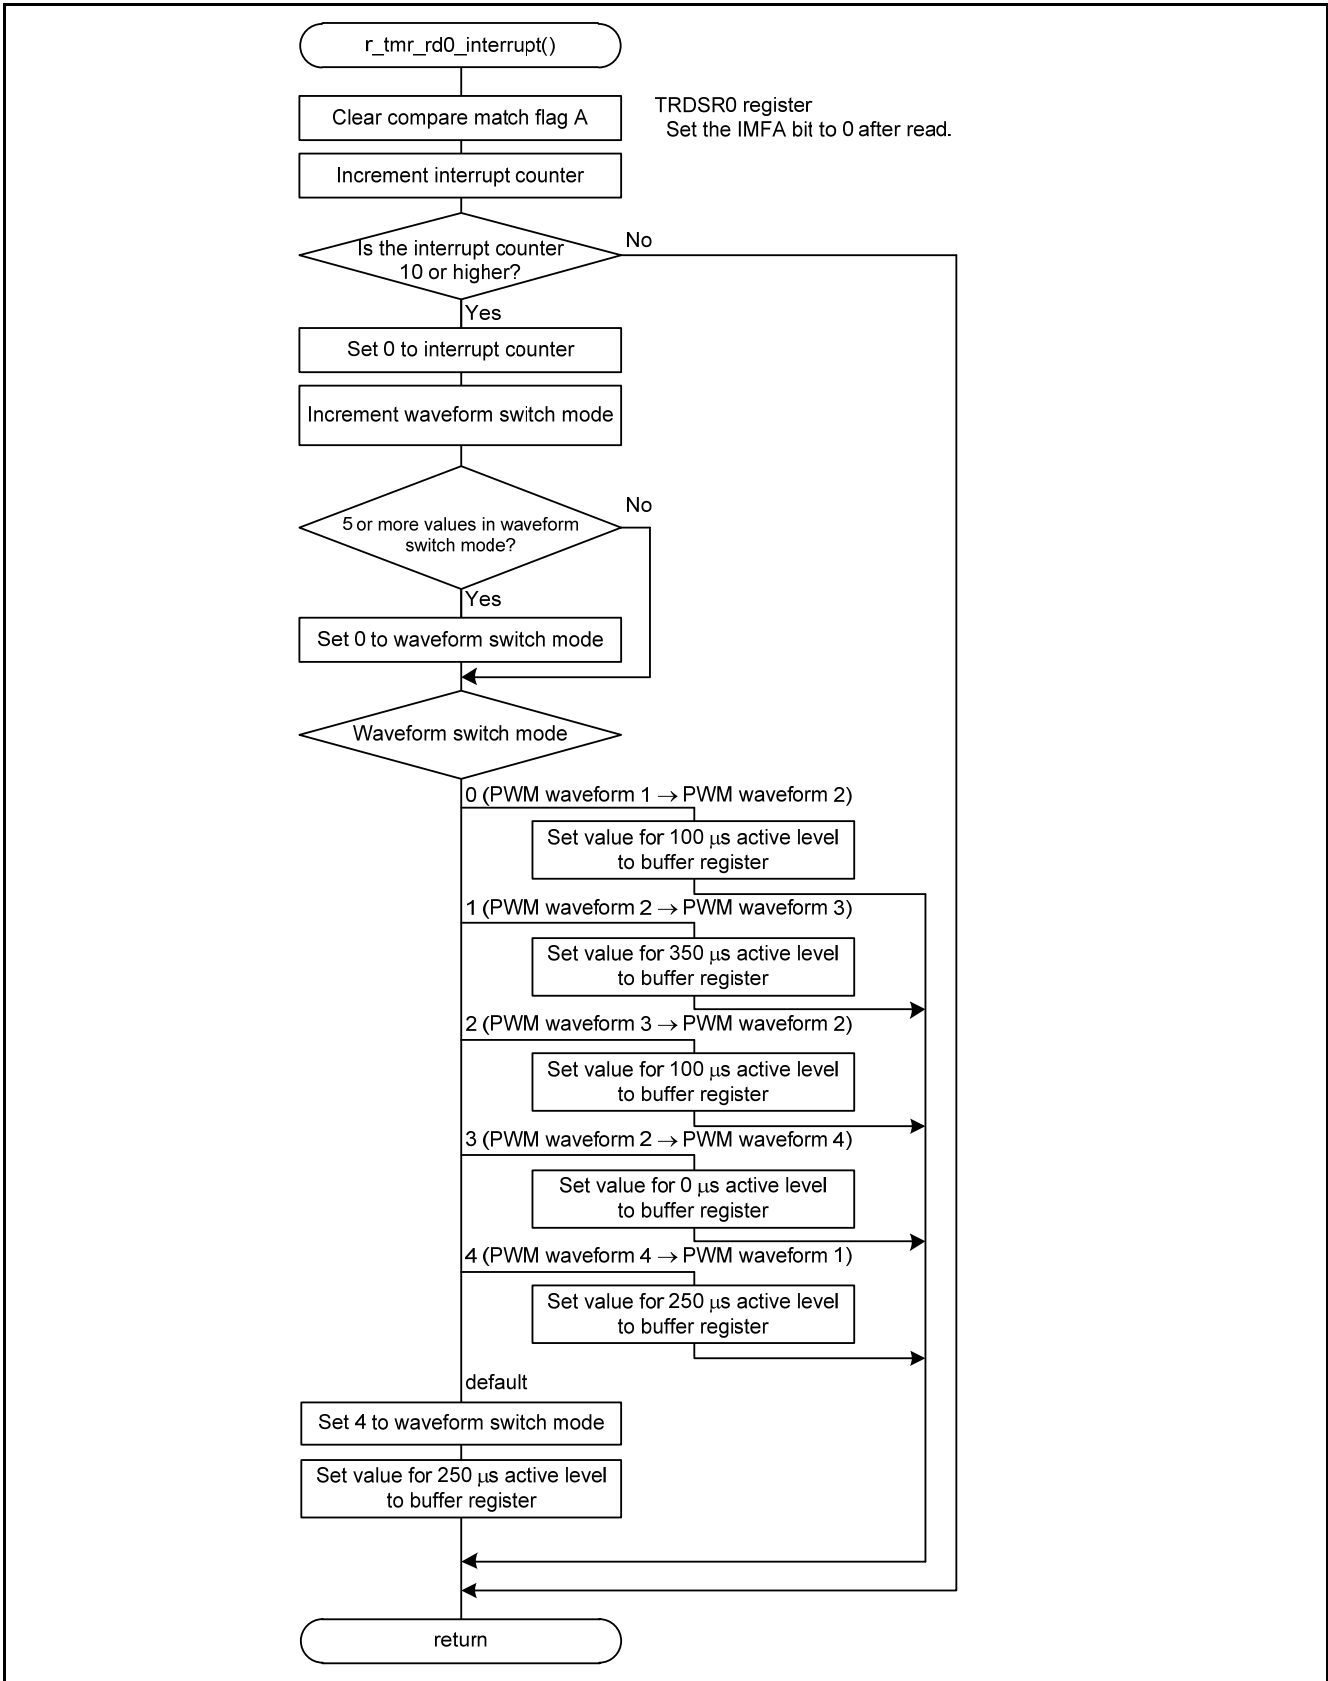 r_tmr_rd0_interrupt()
Clear compare match flag A
TRDSR0 register
Set the IMFA bit to 0 after read.
Increment interrupt counter
Is the interrupt counter
10 or higher?
No
Yes
Set 0 to interrupt counter
Increment waveform switch mode
5 or more values in waveform
switch mode?
No
Yes
Set 0 to waveform switch mode
Waveform switch mode
0 (PWM waveform 1 → PWM waveform 2)
Set value for 100 μs active level
to buffer register
1 (PWM waveform 2 → PWM waveform 3)
Set value for 350 μs active level
to buffer register
2 (PWM waveform 3 → PWM waveform 2)
Set value for 100 μs active level
to buffer register
3 (PWM waveform 2 → PWM waveform 4)
Set value for 0 μs active level
to buffer register
4 (PWM waveform 4 → PWM waveform 1)
Set value for 250 μs active level
to buffer register
default
Set 4 to waveform switch mode
Set value for 250 μs active level
to buffer register
return